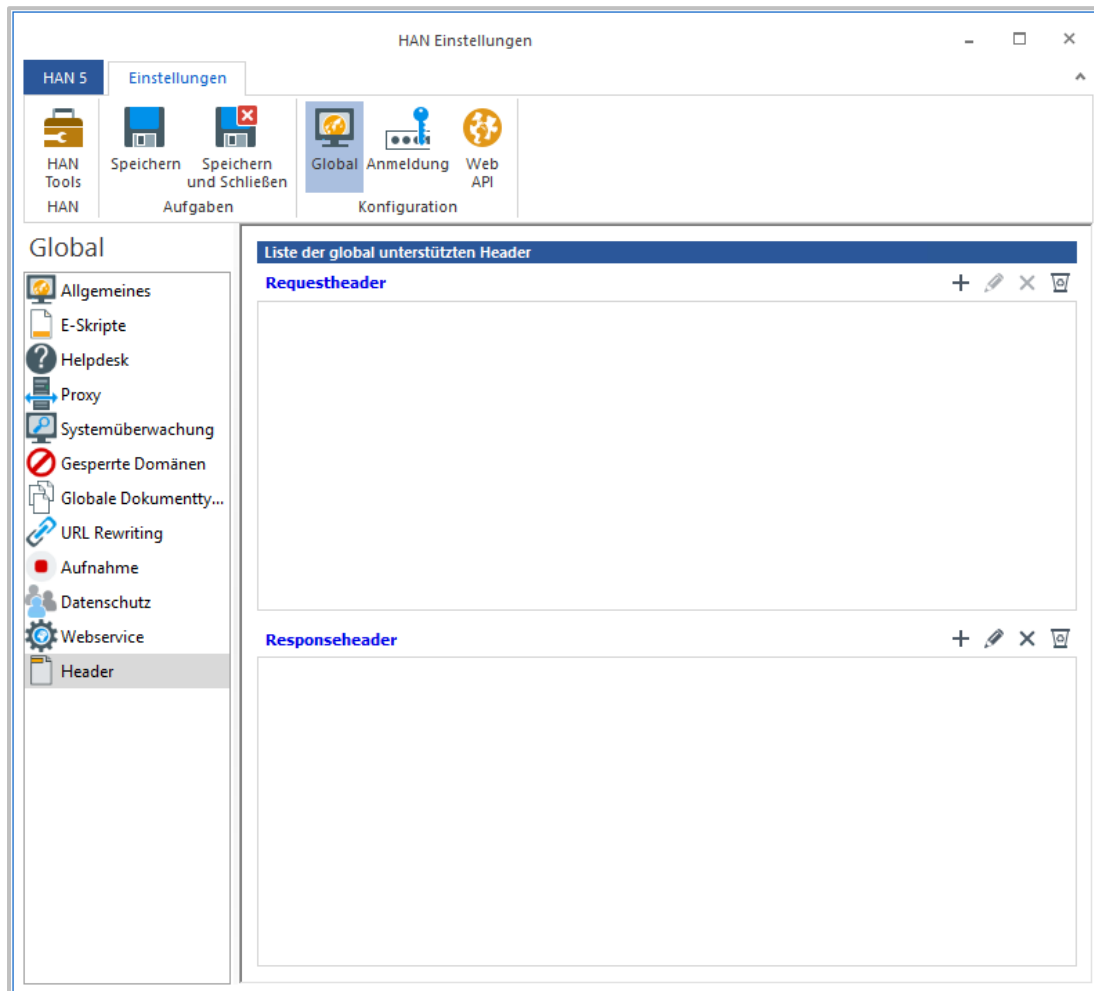 HAN Einstellungen
HAN 5 Einstellungen
HAN Tools
Speichern
Speichern und Schließen
Global
Anmeldung
Web API
HAN
Aufgaben
Konfiguration
Global
Allgemeines
E-Skripte
Helpdesk
Proxy
Systemüberwachung
Gesperrte Domänen
Globale Dokumentty...
URL Rewriting
Aufnahme
Datenschutz
Webservice
Header
Liste der global unterstützten Header
Requestheader
Responseheader